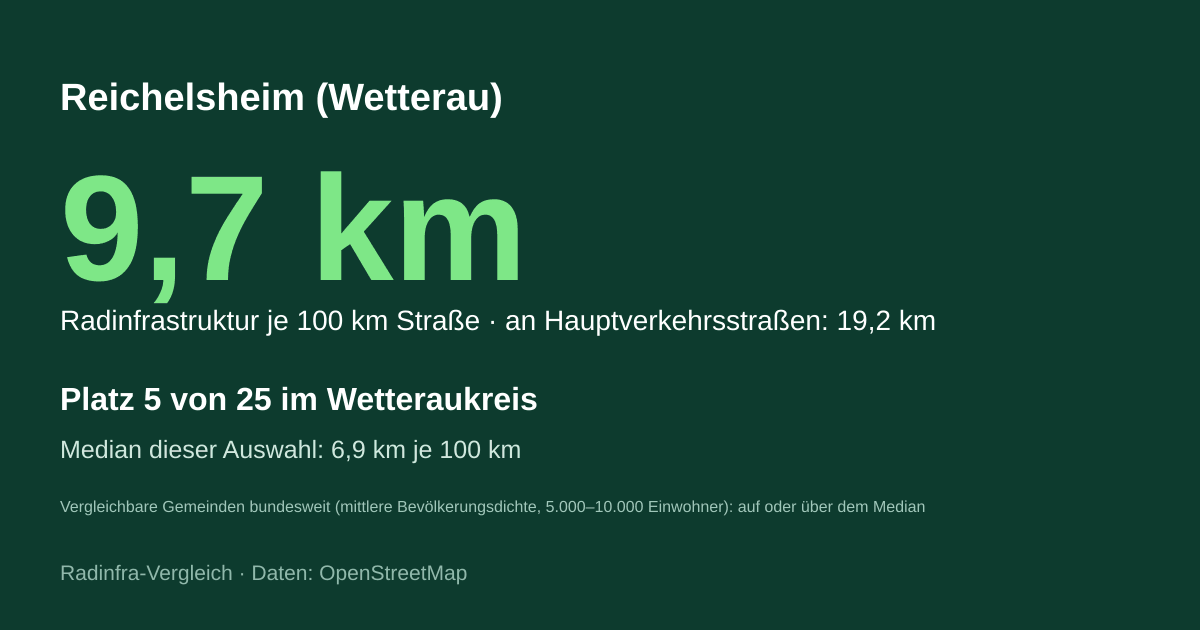 Reichelsheim (Wetterau)
9,7 km
Radinfrastruktur je 100 km Straße · an Hauptverkehrsstraßen: 19,2 km
Platz 5 von 25 im Wetteraukreis
Median dieser Auswahl: 6,9 km je 100 km
Vergleichbare Gemeinden bundesweit (mittlere Bevölkerungsdichte, 5.000–10.000 Einwohner): auf oder über dem Median
Radinfra-Vergleich · Daten: OpenStreetMap